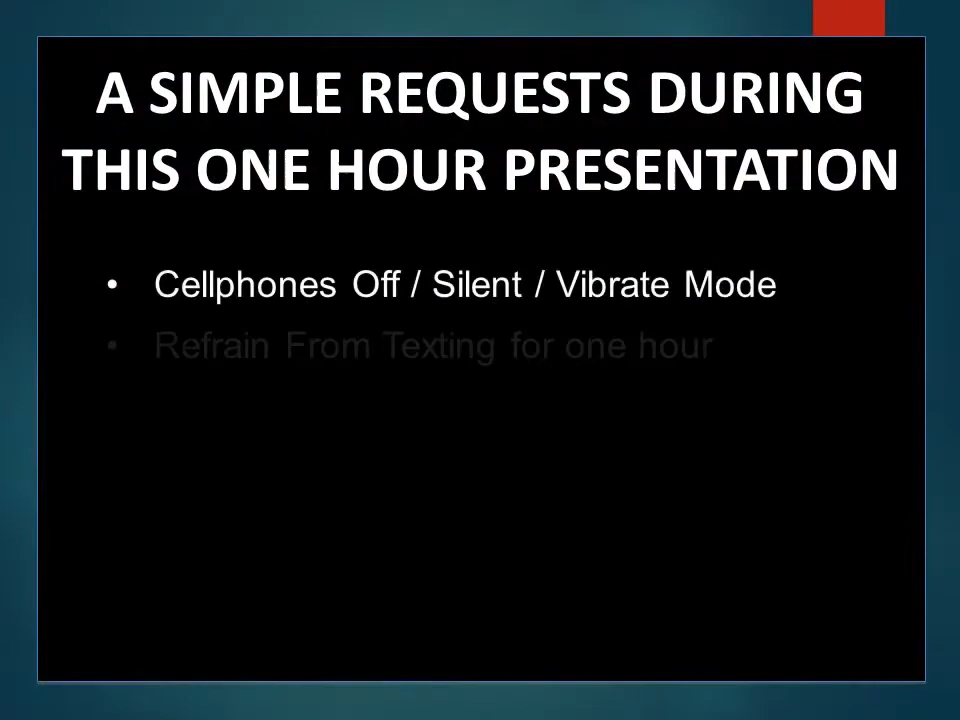 A SIMPLE REQUESTS DURING
THIS ONE HOUR PRESENTATION
• Cellphones Off / Silent / Vibrate Mode
• Refrain From Texting for one hour